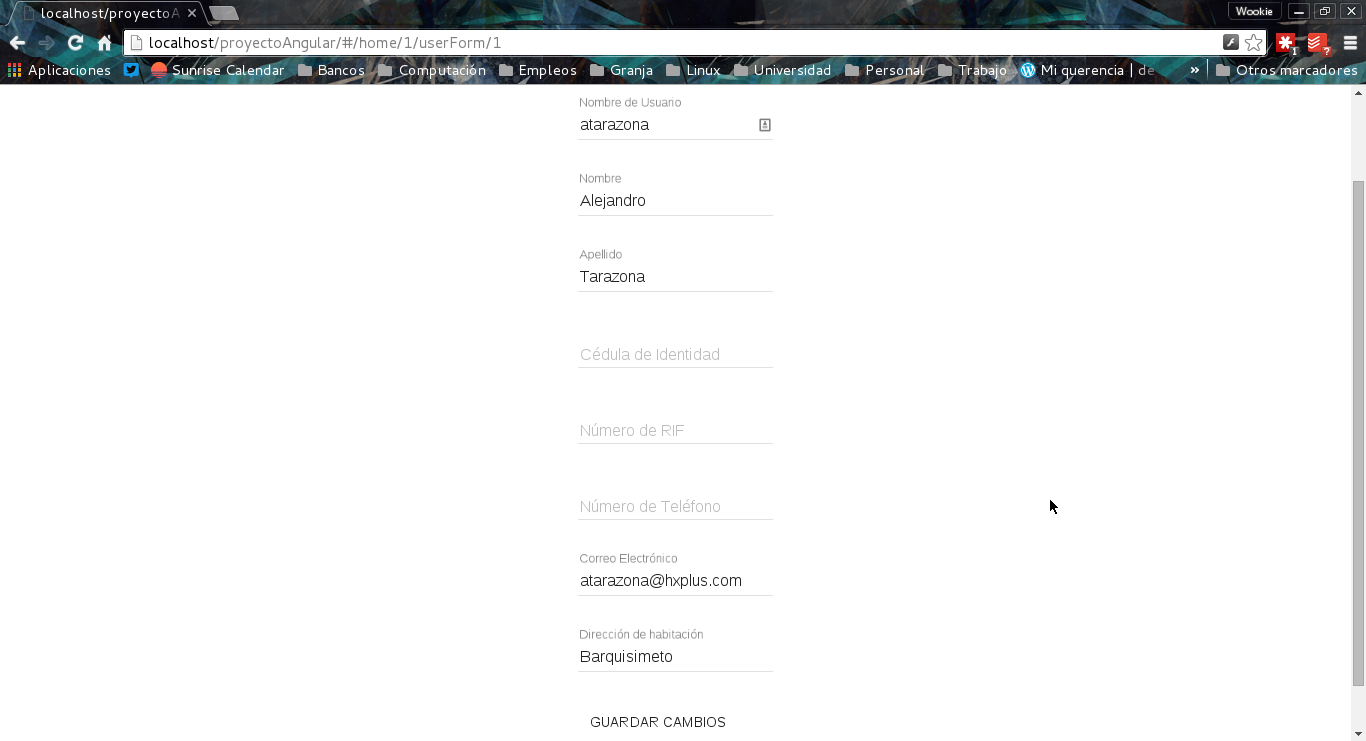 localhost/proyectoA
Wookie
localhost/proyectoAngular/#/home/1/userForm/1
1
?
Aplicaciones
Sunrise Calendar
Bancos
Computación
Empleos
Granja
Linux
Universidad
Personal
Trabajo
Mi querencia | de
»
Otros marcadores
Nombre de Usuario
atarazona
Nombre
Alejandro
Apellido
Tarazona
Cédula de Identidad
Número de RIF
Número de Teléfono
Correo Electrónico
atarazona@hxplus.com
Dirección de habitación
Barquisimeto
GUARDAR CAMBIOS